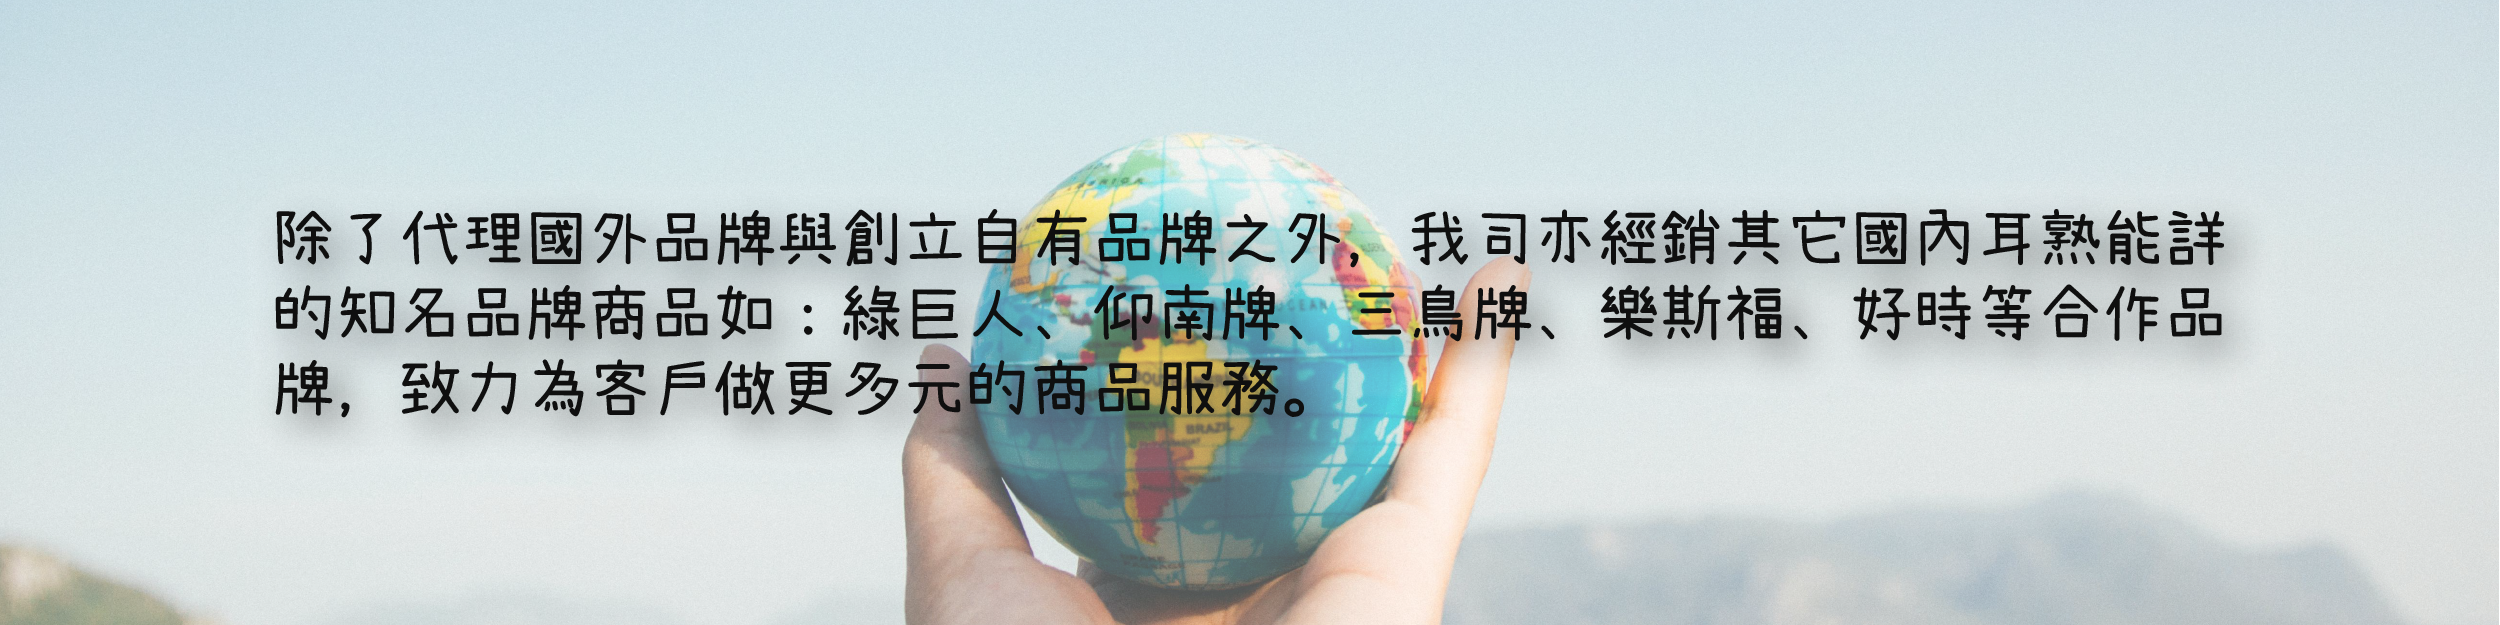 除了代理國外品牌與創立自有品牌之外，我司亦經銷其它國內耳熟能詳
的知名品牌商品如：綠巨人、仰南牌、三鳥牌、樂斯福、好時等合作品
牌，致力為客戶做更多元的商品服務。
BRAZIL